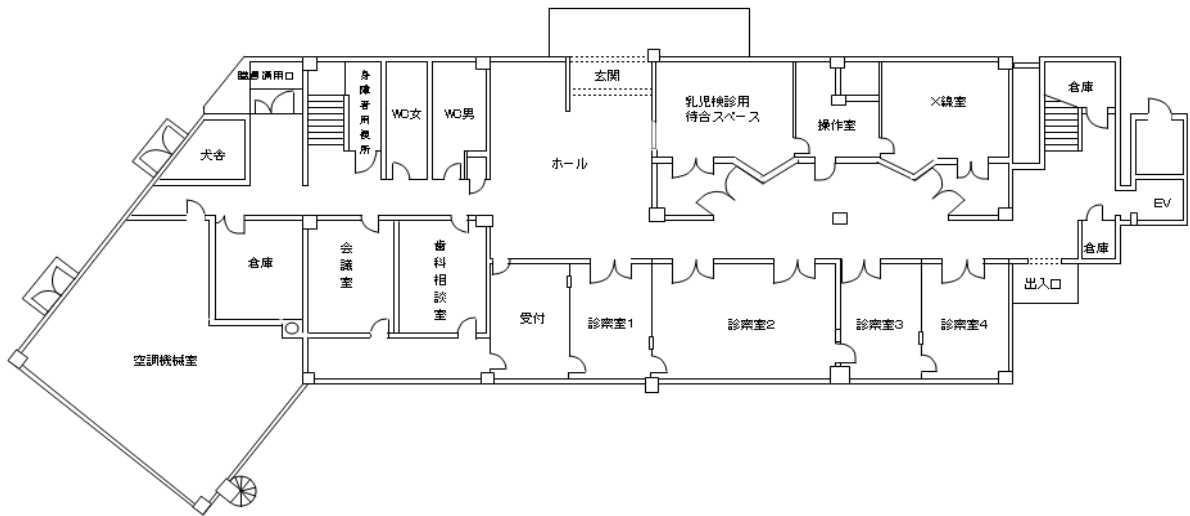 職員通用口
身障者用便所
WC女
WC男
玄関
乳児検診用
待合スペース
操作室
X線室
倉庫
犬舎
ホール
EV
倉庫
会議室
歯科相談室
倉庫
出入口
受付
診察室1
診察室2
診察室3
診察室4
空調機械室